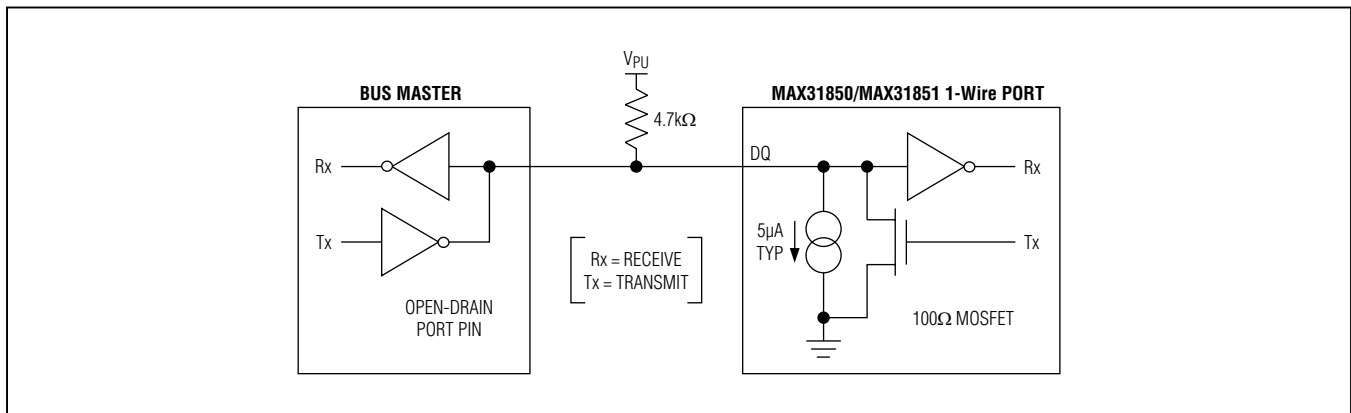 V_PU
BUS MASTER
MAX31850/MAX31851 1-Wire PORT
4.7kΩ
DQ
Rx
Rx
Tx
5µA
TYP
Tx
Rx = RECEIVE
Tx = TRANSMIT
OPEN-DRAIN
PORT PIN
100Ω MOSFET